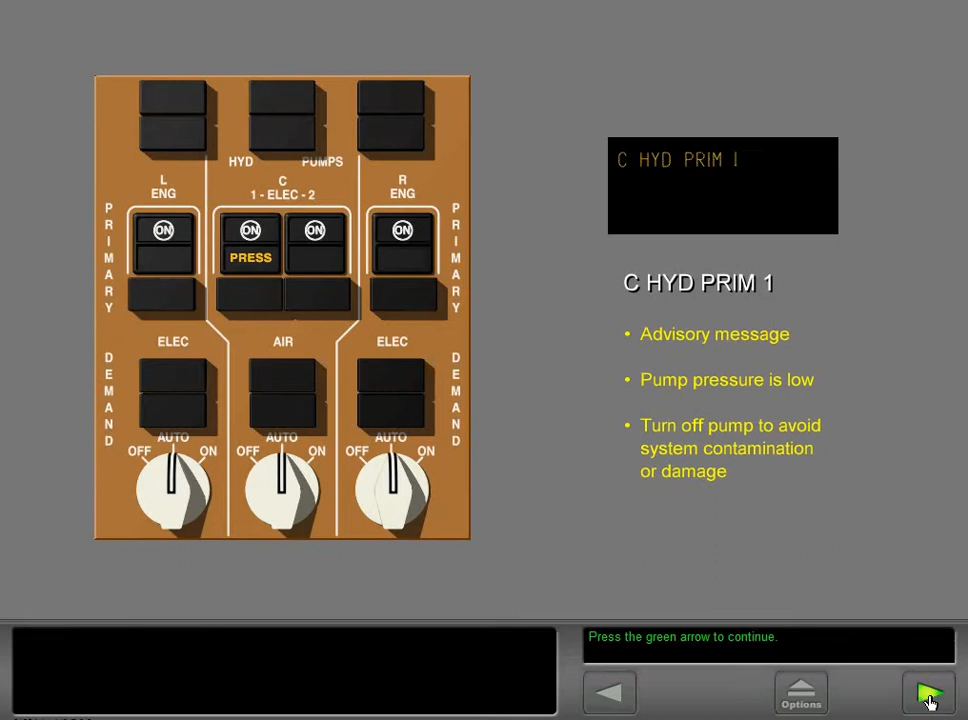 HYD PUMPS
L ENG
C
1 - ELEC - 2
R ENG
PRIMARY
ON
ON
ON
ON
PRESS
PRIMARY
ELEC
AIR
ELEC
DEMAND
DEMAND
OFF AUTO ON
OFF AUTO ON
OFF AUTO ON
C HYD PRIM 1
C HYD PRIM 1
• Advisory message
• Pump pressure is low
• Turn off pump to avoid
system contamination
or damage
Press the green arrow to continue.
Options